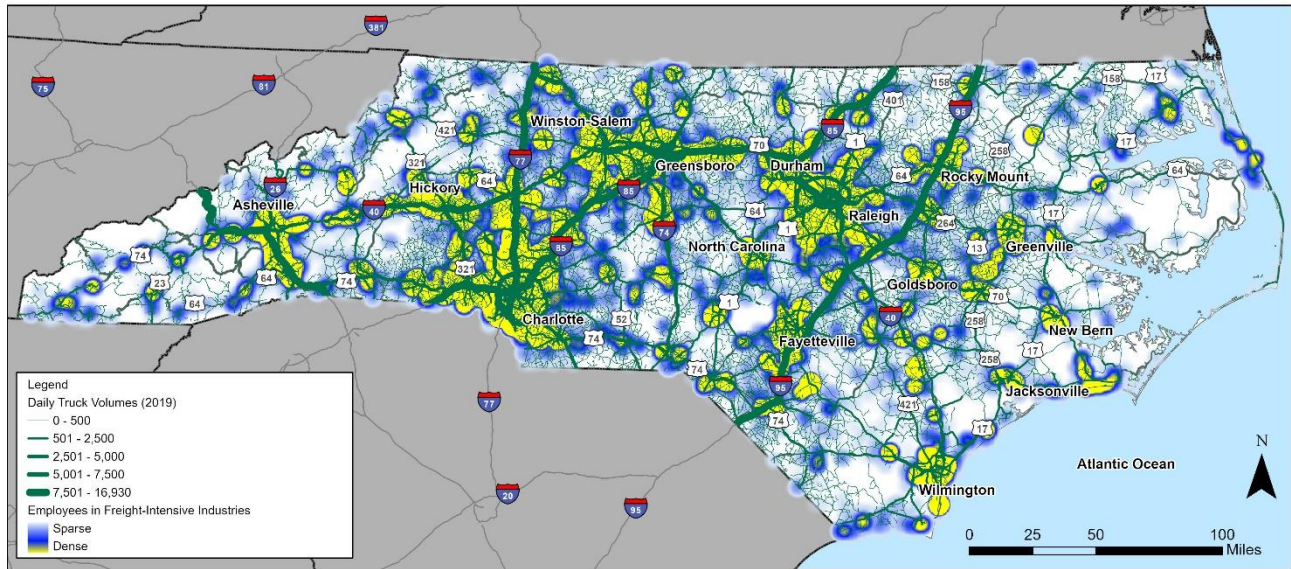 381
75
81
158
17
401
95
421
Winston-Salem
85
77
70
1
258
17
321
Greensboro
Durham
64
64
64
Hickory
85
Rocky Mount
26
Asheville
40
64
Raleigh
17
264
74
1
North Carolina
74
85
13
Greenville
64
321
Goldsboro
23
74
70
64
1
52
40
Charlotte
258
New Bern
74
Fayetteville
17
74
258
95
Jacksonville
77
421
74
17
Atlantic Ocean
N
20
95
Wilmington
Legend
Daily Truck Volumes (2019)
0 - 500
501 - 2,500
2,501 - 5,000
5,001 - 7,500
7,501 - 16,930
Employees in Freight-Intensive Industries
Sparse
Dense
0 25 50 100
Miles